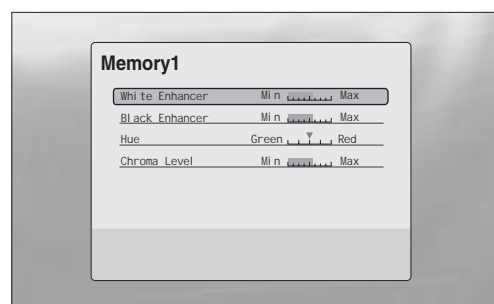 Memory1
White Enhancer Min Max
Black Enhancer Min Max
Hue Green Red
Chroma Level Min Max